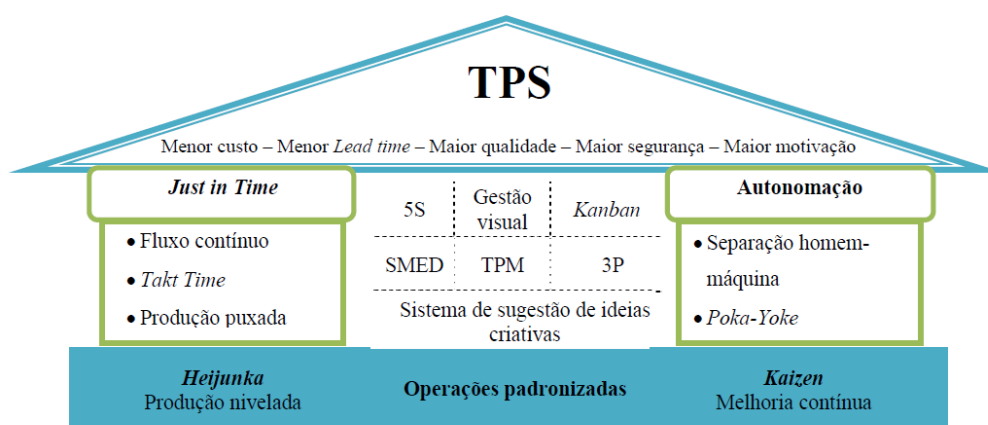 TPS
Menor custo – Menor Lead time – Maior qualidade – Maior segurança – Maior motivação
Just in Time
• Fluxo contínuo
• Takt Time
• Produção puxada
5S
Gestão
visual
Kanban
SMED
TPM
3P
Sistema de sugestão de ideias
criativas
Autonomação
• Separação homem-
máquina
• Poka-Yoke
Heijunka
Produção nivelada
Operações padronizadas
Kaizen
Melhoria contínua